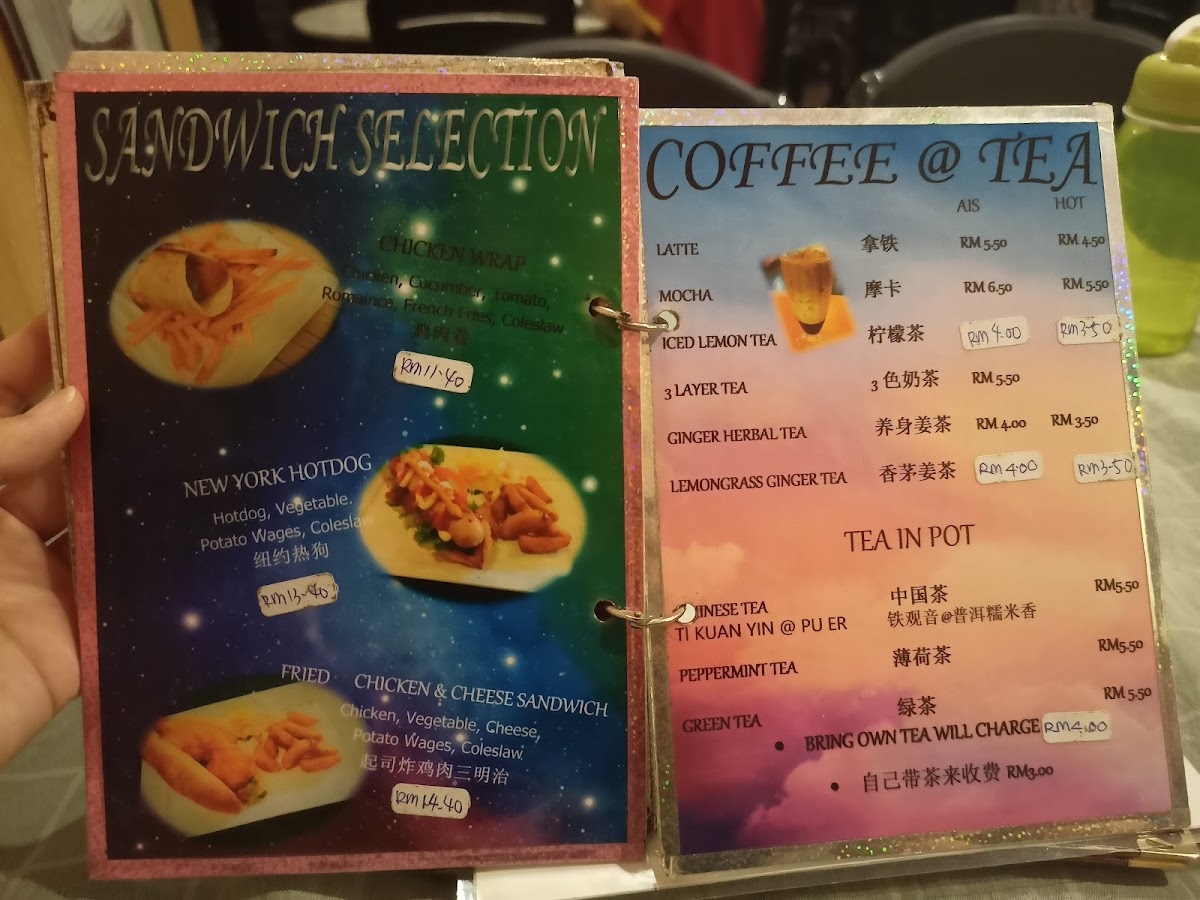 SANDWICH SELECTION
CHICKEN WRAP
Chicken, Cucumber, Tomato,
Romaince, French Fries, Coleslaw
鸡肉卷
RM11.40
NEW YORK HOTDOG
Hotdog, Vegetable.
Potato Wages, Coleslaw
纽约热狗
RM13.40
FRIED CHICKEN & CHEESE SANDWICH
Chicken, Vegetable, Cheese,
Potato Wages, Coleslaw
起司炸鸡肉三明治
RM14.40
COFFEE @ TEA
AIS HOT
LATTE 拿铁 RM 5.50 RM 4.50
MOCHA 摩卡 RM 6.50 RM 5.50
ICED LEMON TEA 柠檬茶 RM 4.00 RM3.50
3 LAYER TEA 3 色奶茶 RM 5.50
GINGER HERBAL TEA 养身姜茶 RM 4.00 RM 3.50
LEMONGRASS GINGER TEA 香茅姜茶 RM4.00 RM3.50
TEA IN POT
INESE TEA 中国茶 RM5.50
TI KUAN YIN @ PU ER 铁观音@普洱糯米香
PEPPERMINT TEA 薄荷茶 RM5.50
GREEN TEA 绿茶 RM 5.50
• BRING OWN TEA WILL CHARGE RM4.00
• 自己带茶来收费 RM3.00